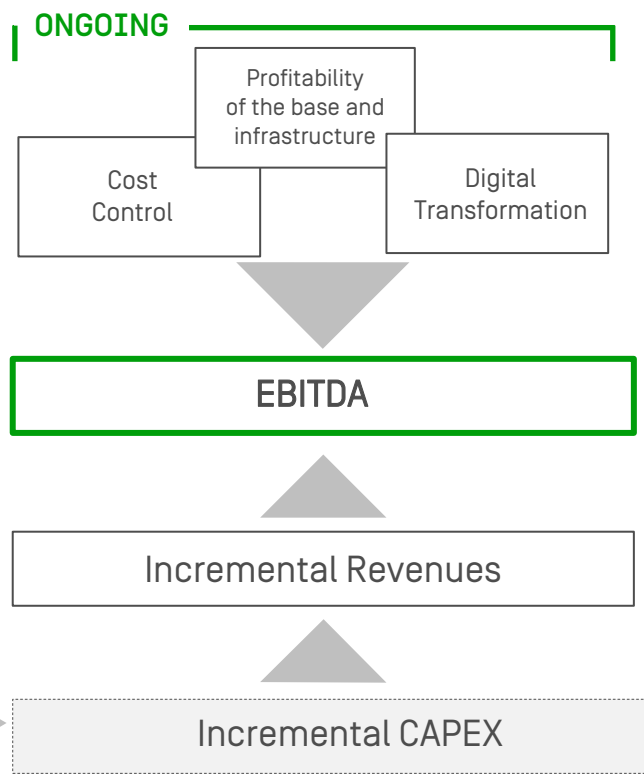 ONGOING
Profitability
of the base and
infrastructure
Cost
Control
Digital
Transformation
EBITDA
Incremental Revenues
Incremental CAPEX